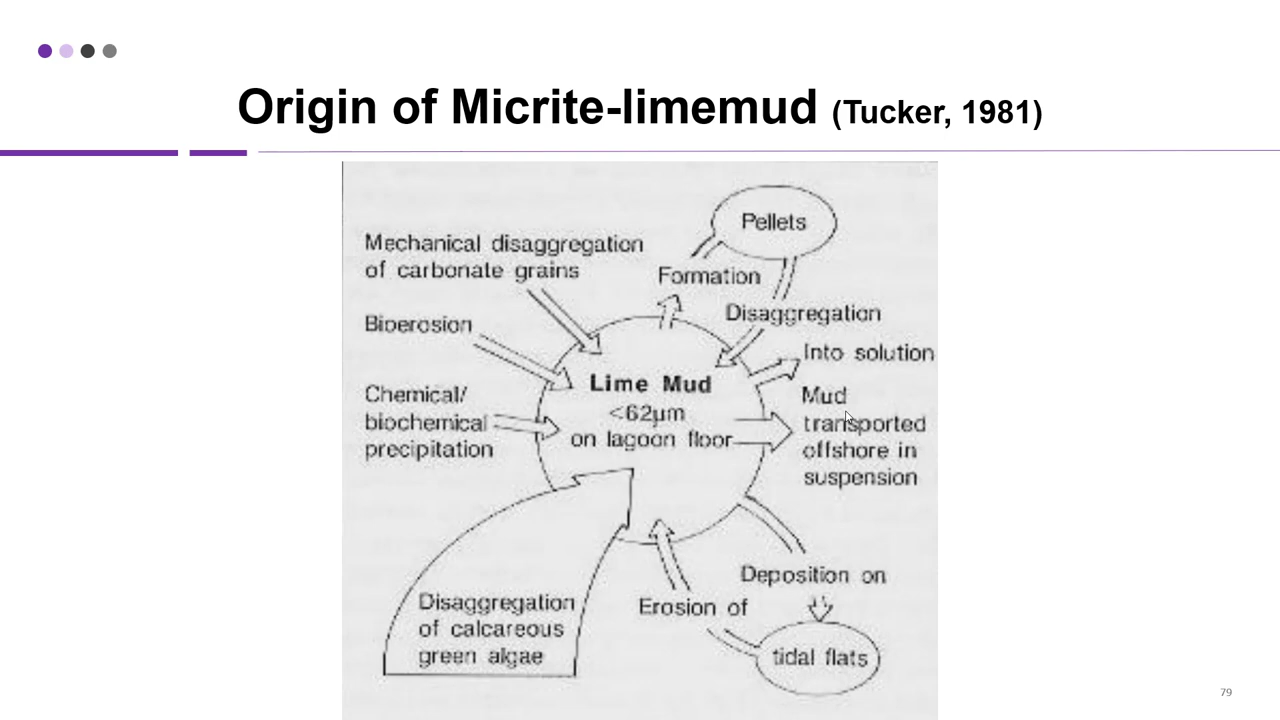 Origin of Micrite-limemud (Tucker, 1981)
Pellets
Mechanical disaggregation
of carbonate grains
Formation
Disaggregation
Bioerosion
Into solution
Chemical/
biochemical
precipitation
Lime Mud
<62µm
on lagoon floor
Mud
transported
offshore in
suspension
Deposition on
Disaggregation
of calcareous
green algae
Erosion of
tidal flats
79